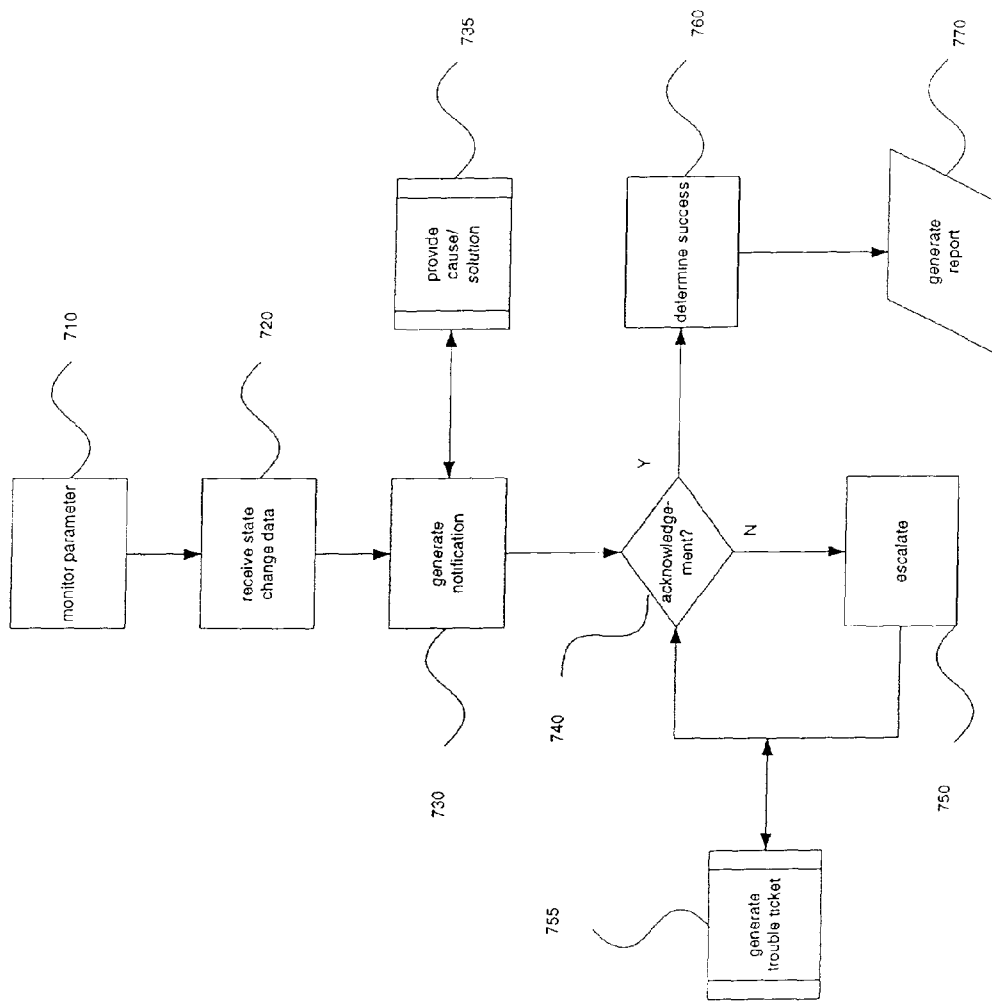 monitor parameter
710
receive state
change data
720
generate
notification
730
provide
cause/
solution
735
acknowledge-
ment?
740
Y
N
determine success
760
generate
report
770
escalate
750
generate
trouble ticket
755